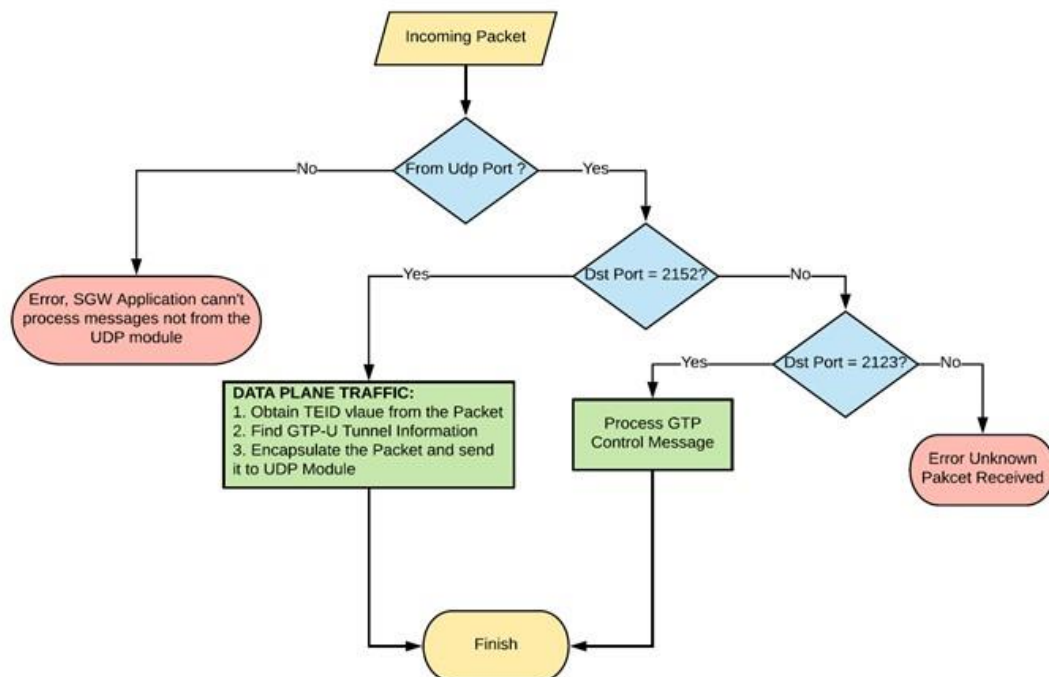 Incoming Packet
From Udp Port ?
No
Yes
Dst Port = 2152?
Yes
No
Error, SGW Application cann't
process messages not from the
UDP module
Dst Port = 2123?
Yes
No
DATA PLANE TRAFFIC:
1. Obtain TEID vlaue from the Packet
2. Find GTP-U Tunnel Information
3. Encapsulate the Packet and send
it to UDP Module
Process GTP
Control Message
Error Unknown
Pakcet Received
Finish